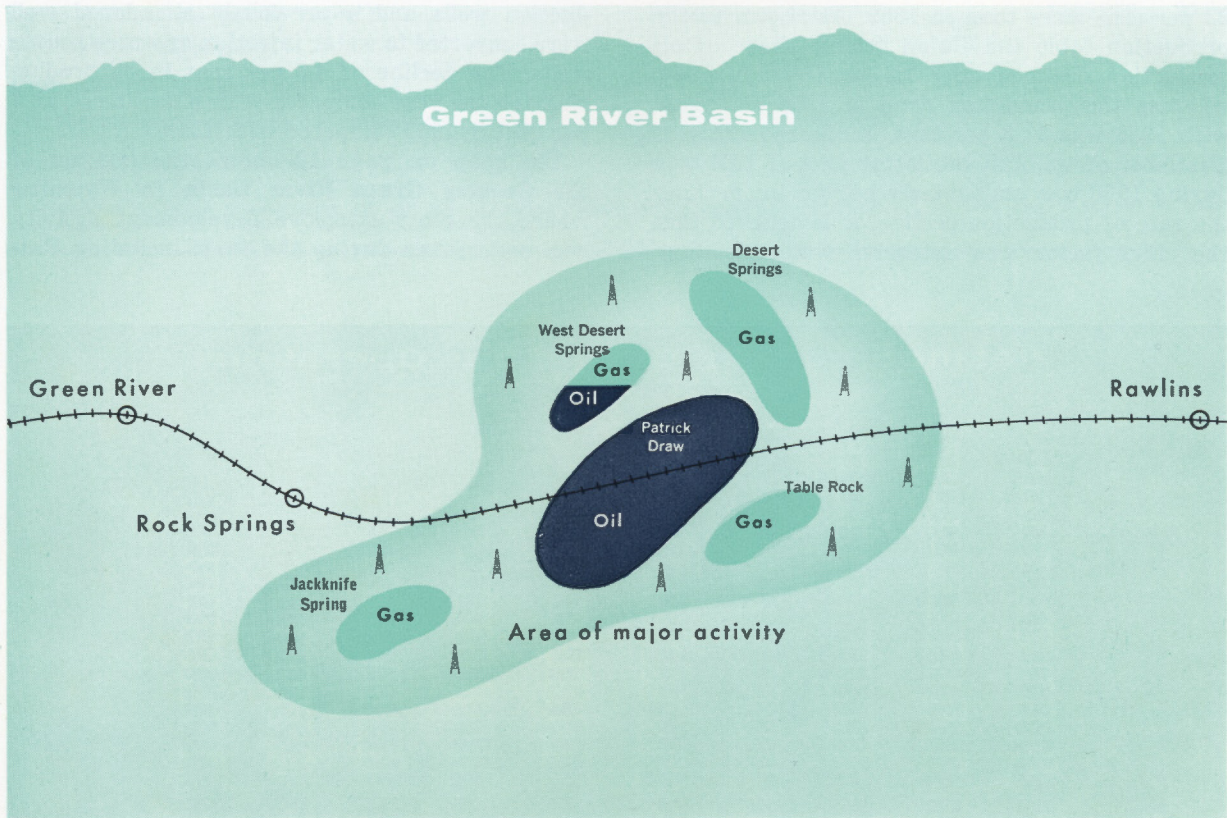 Green River Basin
Desert
Springs
Gas
West Desert
Springs
Gas
Oil
Green River
Rawlins
Patrick
Draw
Oil
Table Rock
Gas
Rock Springs
Jackknife
Spring
Gas
Area of major activity